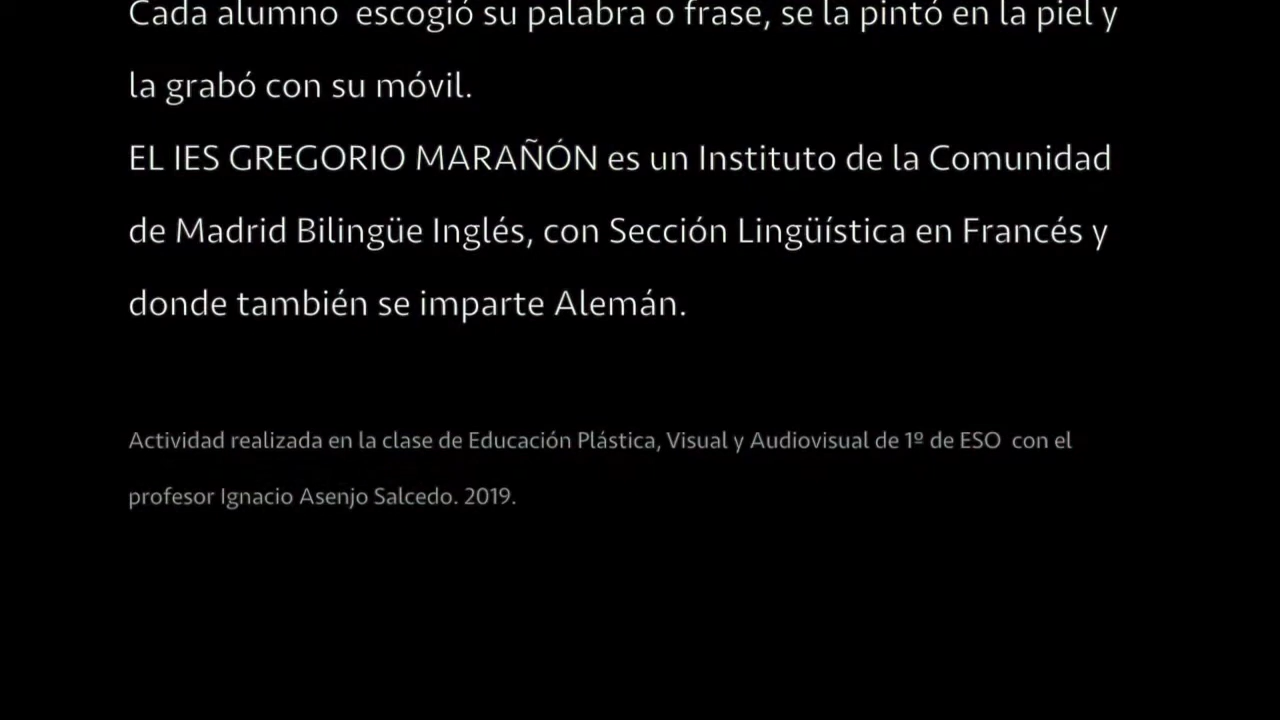 Cada alumno escogió su palabra o frase, se la pintó en la piel y
la grabó con su móvil.
EL IES GREGORIO MARAÑÓN es un Instituto de la Comunidad
de Madrid Bilingüe Inglés, con Sección Lingüística en Francés y
donde también se imparte Alemán.
Actividad realizada en la clase de Educación Plástica, Visual y Audiovisual de 1º de ESO con el
profesor Ignacio Asenjo Salcedo. 2019.